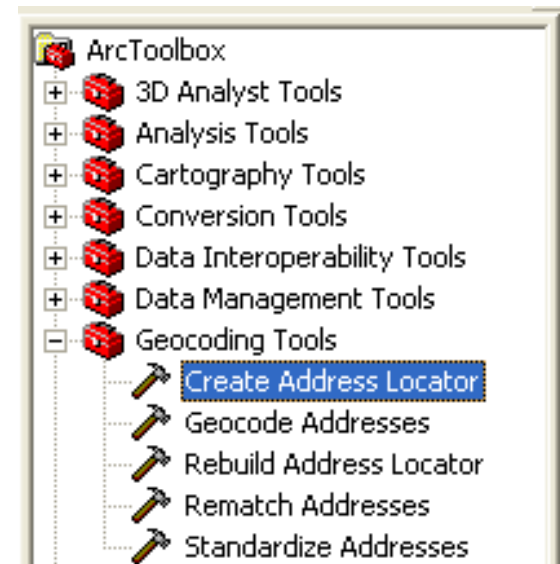 ArcToolbox
3D Analyst Tools
Analysis Tools
Cartography Tools
Conversion Tools
Data Interoperability Tools
Data Management Tools
Geocoding Tools
Create Address Locator
Geocode Addresses
Rebuild Address Locator
Rematch Addresses
Standardize Addresses